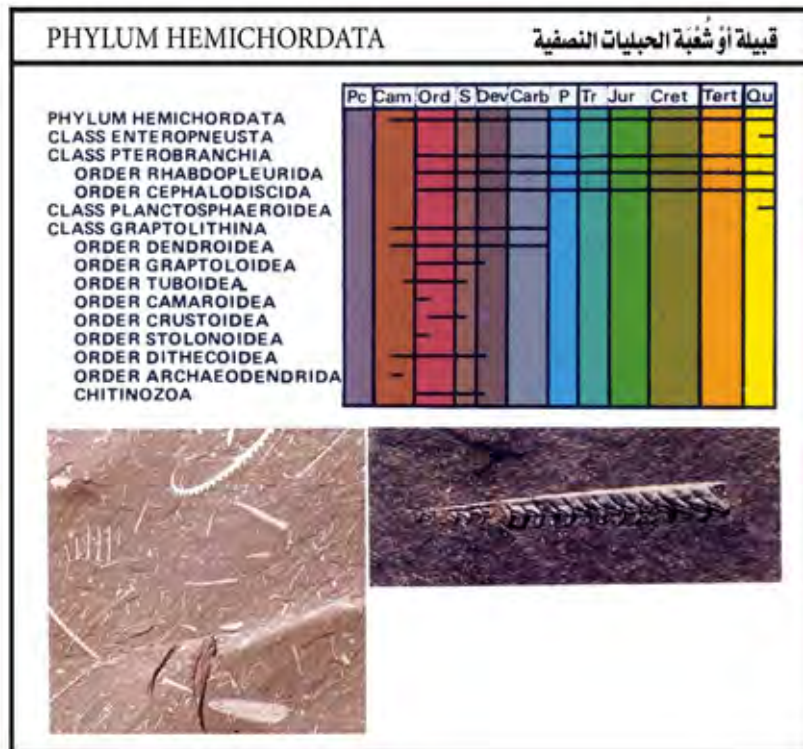 PHYLUM HEMICHORDATA
قبيلة أوْ شُعْبَة الحبليات النصفية
Pc Cam Ord S Dev Carb P Tr Jur Cret Tert Qu
PHYLUM HEMICHORDATA
CLASS ENTEROPNEUSTA
CLASS PTEROBRANCHIA
ORDER RHABDOPLEURIDA
ORDER CEPHALODISCIDA
CLASS PLANCTOSPHAEROIDEA
CLASS GRAPTOLITHINA
ORDER DENDROIDEA
ORDER GRAPTOLOIDEA
ORDER TUBOIDEA
ORDER CAMAROIDEA
ORDER CRUSTOIDEA
ORDER STOLONOIDEA
ORDER DITHECOIDEA
ORDER ARCHAEODENDRIDA
CHITINOZOA